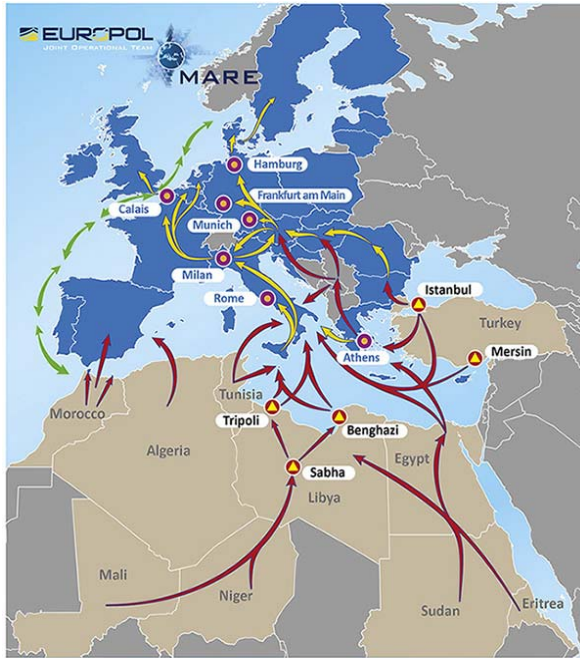 EUROPOL
JOINT OPERATIONAL TEAM
MARE
Hamburg
Frankfurt am Main
Calais
Munich
Milan
Rome
Istanbul
Turkey
Athens
Mersin
Tunisia
Morocco
Tripoli
Benghazi
Algeria
Egypt
Sabha
Libya
Mali
Niger
Sudan
Eritrea